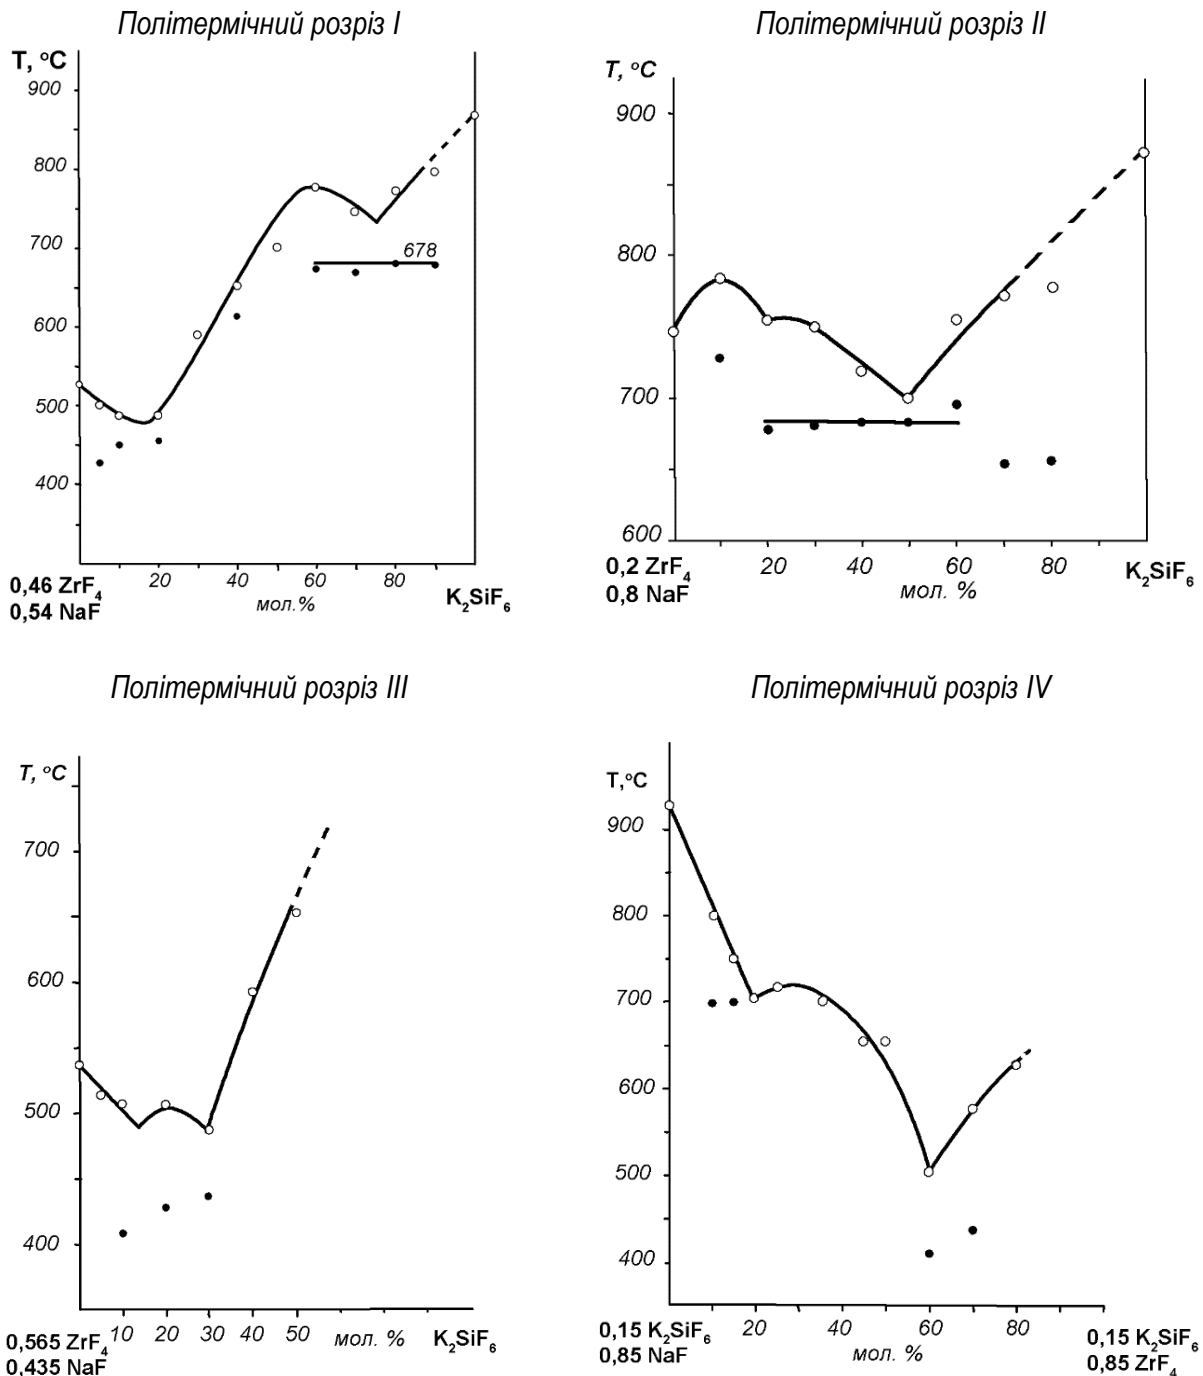 Політермічний розріз I
T, °C
900
800
700
600
500
400
678
20
40
60
80
0,46 ZrF₄
0,54 NaF
мол.%
K₂SiF₆
Політермічний розріз II
T, °C
900
800
700
600
20
40
60
80
0,2 ZrF₄
0,8 NaF
мол. %
K₂SiF₆
Політермічний розріз III
T, °C
700
600
500
400
10 20 30 40 50
мол. %
K₂SiF₆
0,565 ZrF₄
0,435 NaF
Політермічний розріз IV
T,°C
900
800
700
600
500
400
20
40
60
80
0,15 K₂SiF₆
0,85 NaF
мол. %
0,15 K₂SiF₆
0,85 ZrF₄